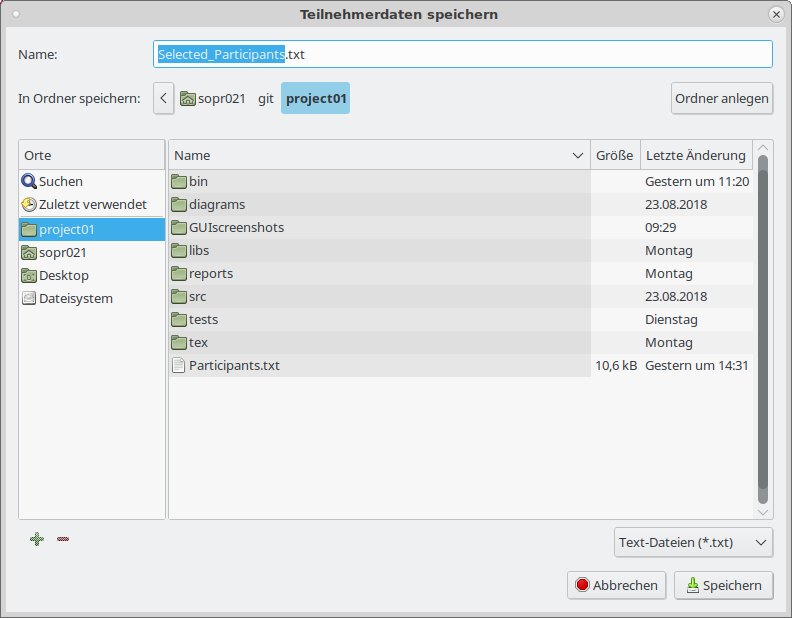 Teilnehmerdaten speichern
Name: Selected_Participants.txt
In Ordner speichern: sopr021 git project01 Ordner anlegen
Orte Name Größe Letzte Änderung
Suchen bin Gestern um 11:20
Zuletzt verwendet diagrams 23.08.2018
project01 GUIscreenshots 09:29
sopr021 libs Montag
Desktop reports Montag
Dateisystem src 23.08.2018
tests Dienstag
tex Montag
Participants.txt 10,6 kB Gestern um 14:31
Text-Dateien (*.txt)
Abbrechen Speichern